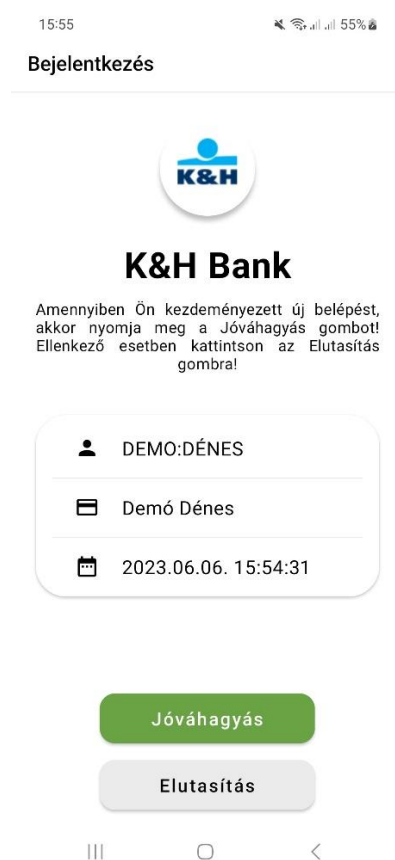 15:55
55%
Bejelentkezés
K&H
K&H Bank
Amennyiben Ön kezdeményezett új belépést,
akkor nyomja meg a Jóváhagyás gombot!
Ellenkező esetben kattintson az Elutasítás
gombra!
DEMO:DÉNES
Demó Dénes
2023.06.06. 15:54:31
Jóváhagyás
Elutasítás